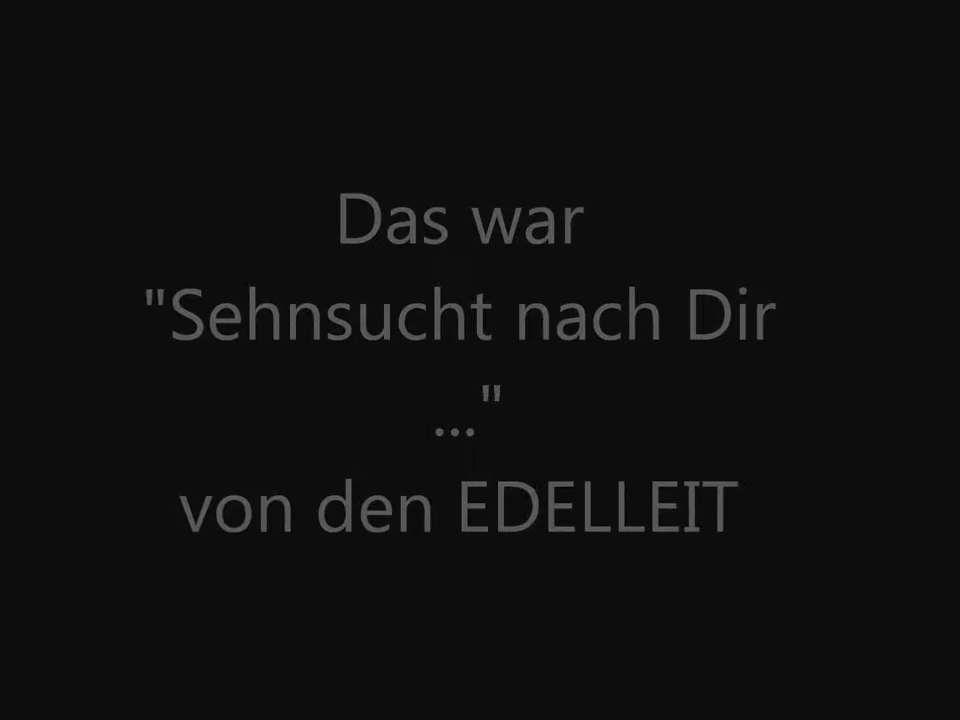 Das war
"Sehnsucht nach Dir
..."
von den EDELLEIT